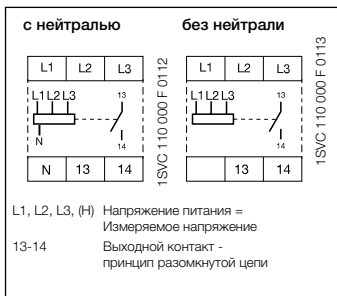 с нейтралью
L1 L2 L3
L1 L2 L3 13
N 14
N 13 14
1SVC 110 000 F 0112
без нейтрали
L1 L2 L3
L1 L2 L3 13
14
13 14
1SVC 110 000 F 0113
L1, L2, L3, (H) Напряжение питания =
Измеряемое напряжение
13-14 Выходной контакт -
принцип разомкнутой цепи